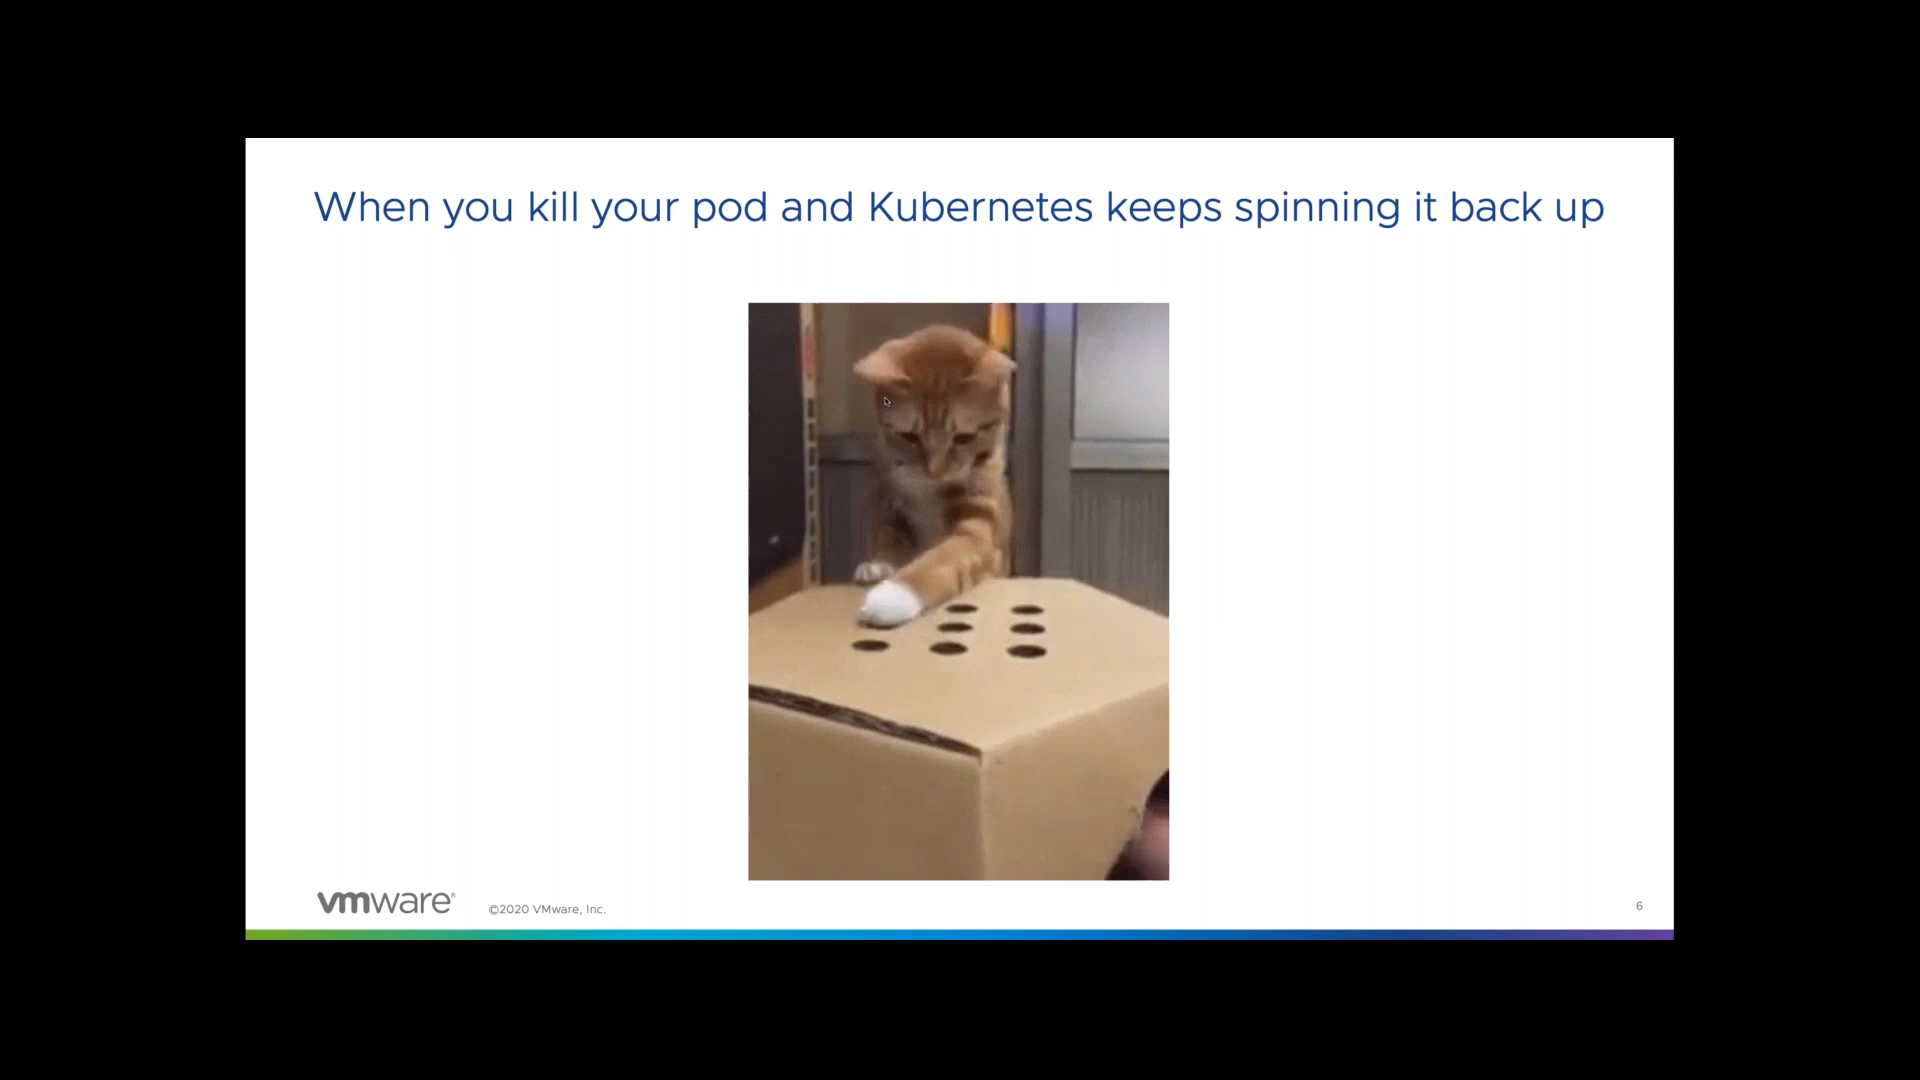 When you kill your pod and Kubernetes keeps spinning it back up
vmware®
©2020 VMware, Inc.
6